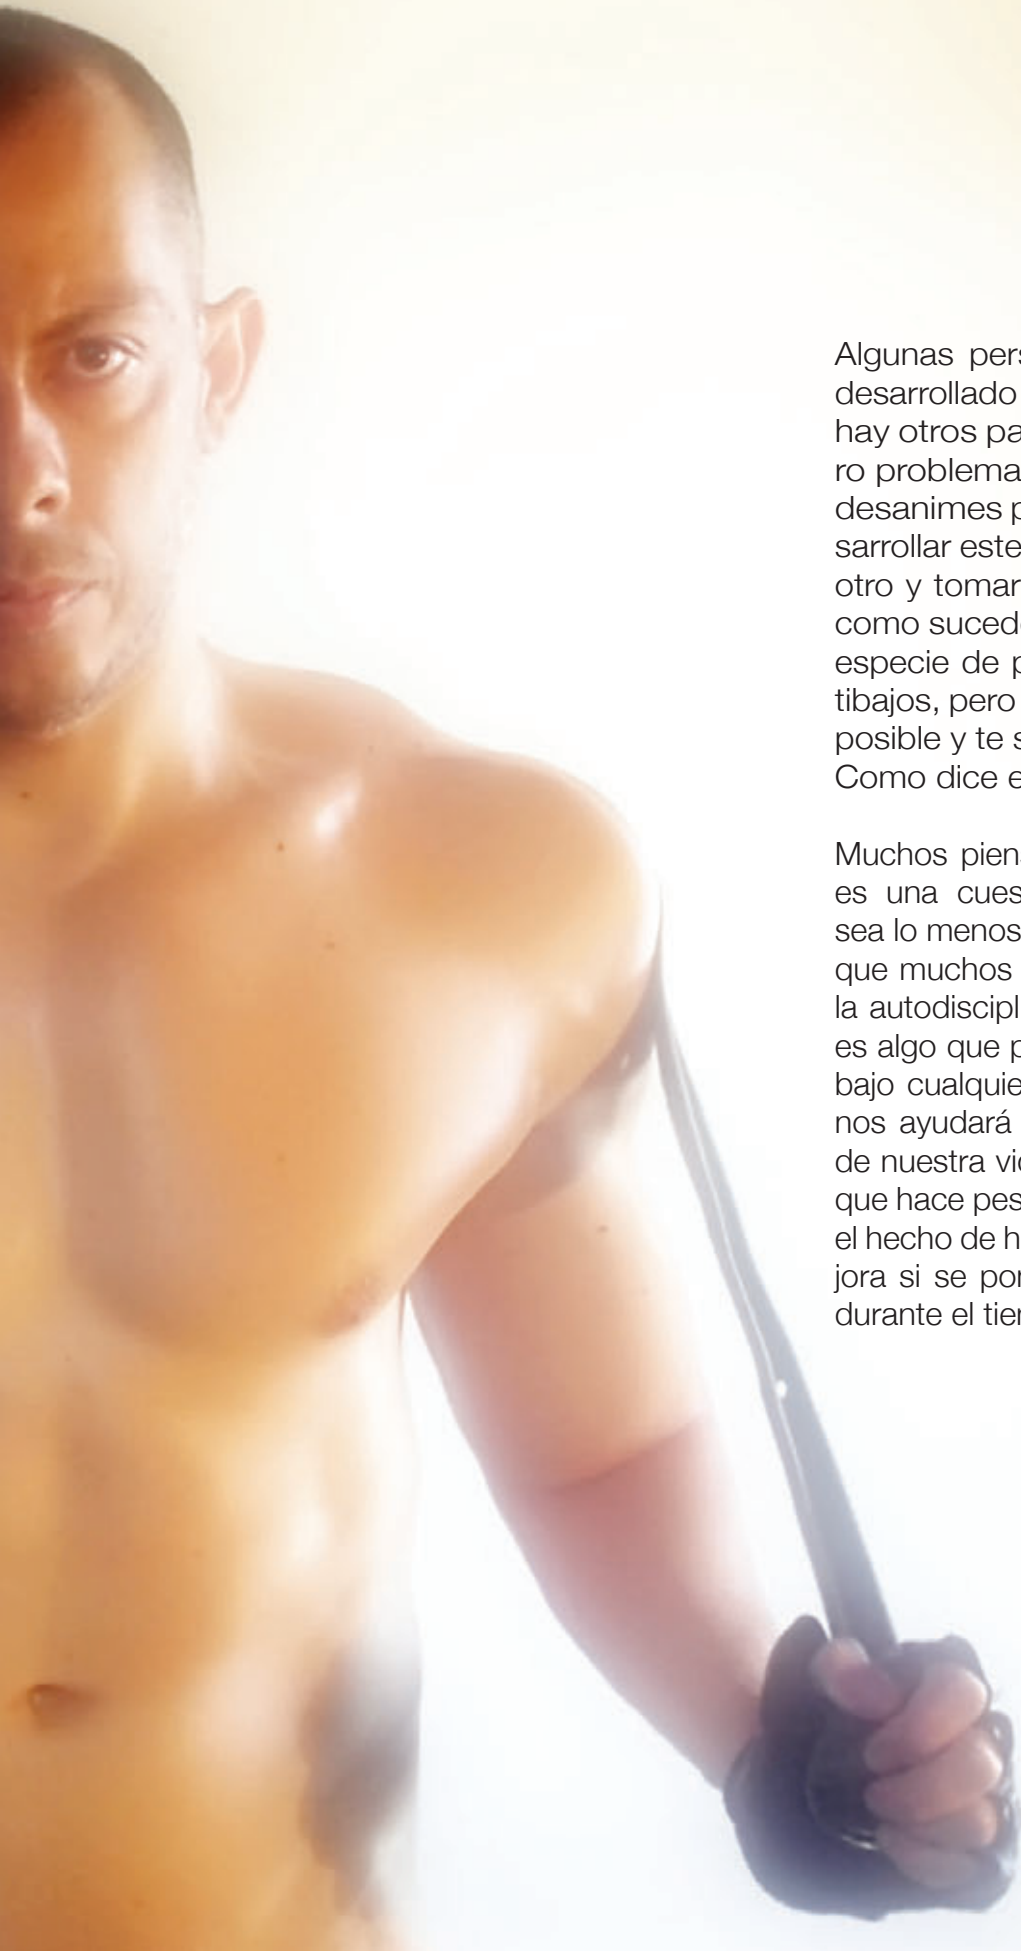 Algunas pers
desarrollado
hay otros pa
ro problema
desanimes p
sarrollar este
otro y tomar
como suced
especie de p
tibajos, pero
posible y te s
Como dice e
Muchos pien
es una cues
sea lo menos
que muchos
la autodiscipl
es algo que p
bajo cualquie
nos ayudará
de nuestra vi
que hace pes
el hecho de h
jora si se po
durante el tie